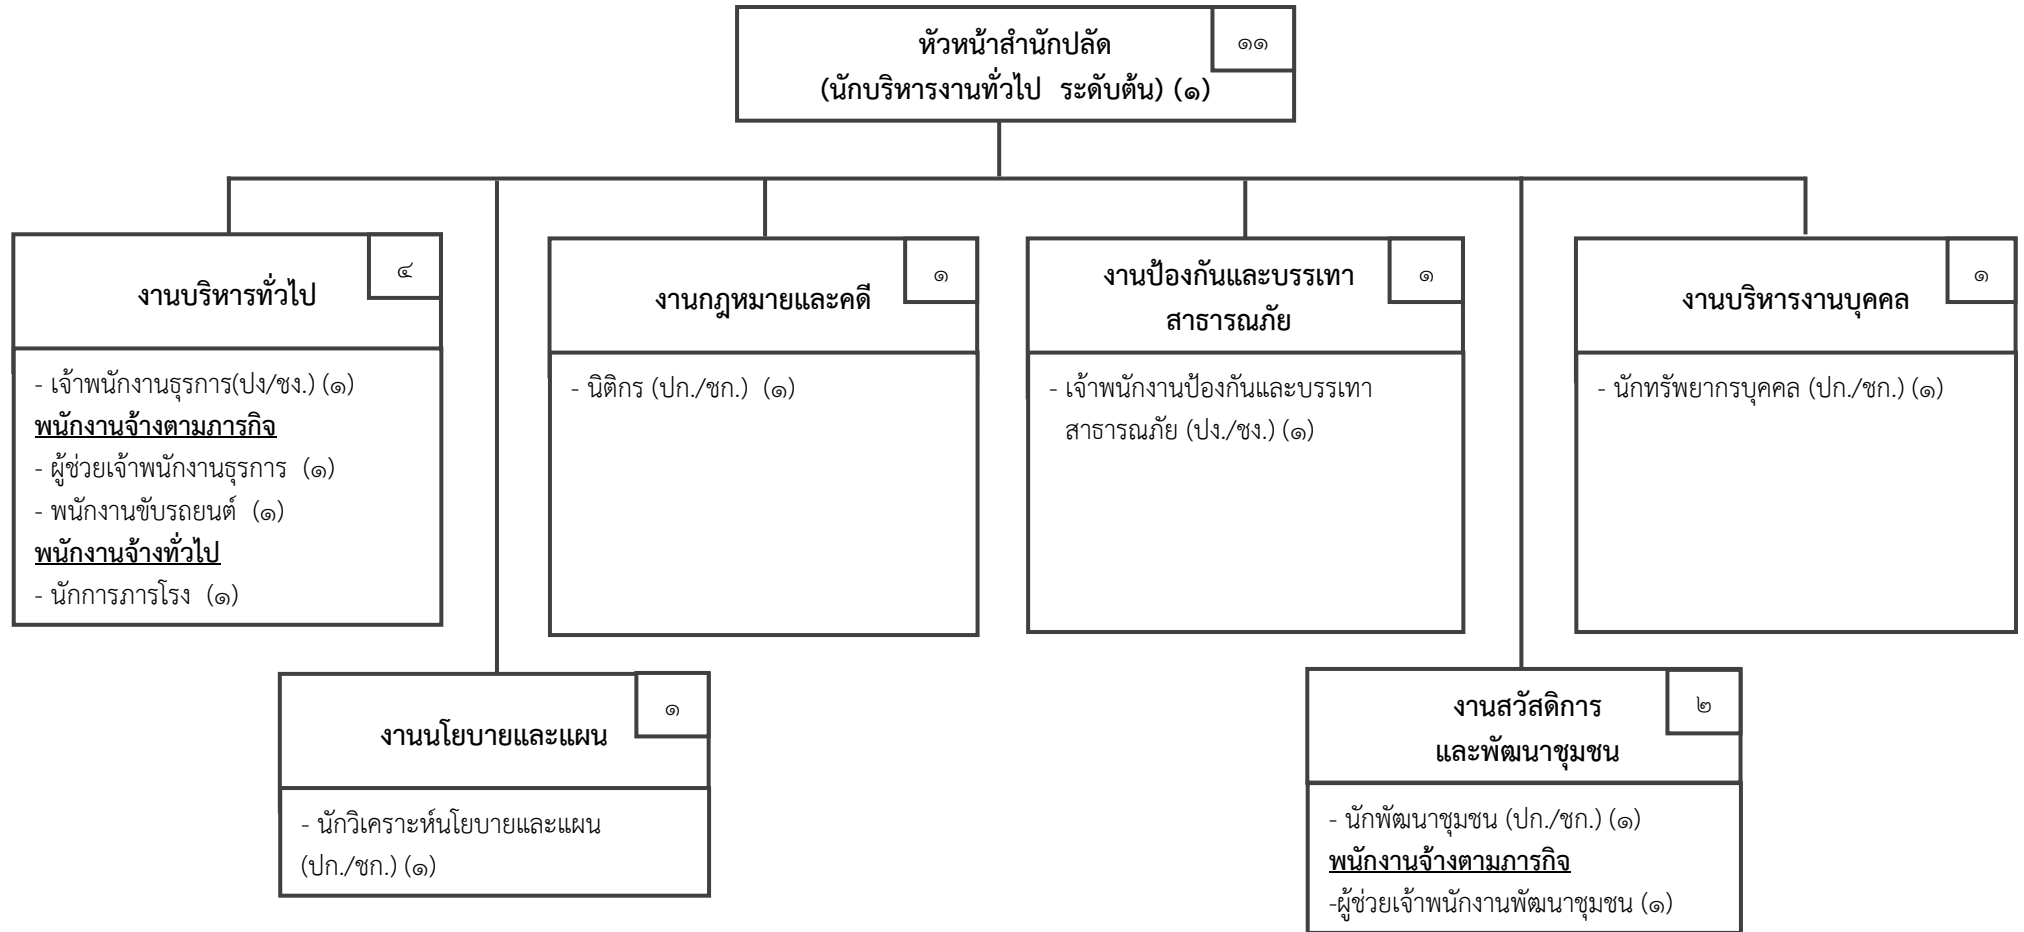 หัวหน้าสำนักปลัด
๑๑
(นักบริหารงานทั่วไป ระดับต้น) (๑)
งานบริหารทั่วไป
๔
- เจ้าพนักงานธุรการ(ปง/ชง.) (๑)
พนักงานจ้างตามภารกิจ
- ผู้ช่วยเจ้าพนักงานธุรการ (๑)
- พนักงานขับรถยนต์ (๑)
พนักงานจ้างทั่วไป
- นักการภารโรง (๑)
งานกฎหมายและคดี
๑
- นิติกร (ปก./ชก.) (๑)
งานป้องกันและบรรเทา
สาธารณภัย
๑
- เจ้าพนักงานป้องกันและบรรเทา
สาธารณภัย (ปง./ชง.) (๑)
งานบริหารงานบุคคล
๑
- นักทรัพยากรบุคคล (ปก./ชก.) (๑)
งานนโยบายและแผน
๑
- นักวิเคราะห์นโยบายและแผน
(ปก./ชก.) (๑)
งานสวัสดิการ
และพัฒนาชุมชน
๒
- นักพัฒนาชุมชน (ปก./ชก.) (๑)
พนักงานจ้างตามภารกิจ
-ผู้ช่วยเจ้าพนักงานพัฒนาชุมชน (๑)